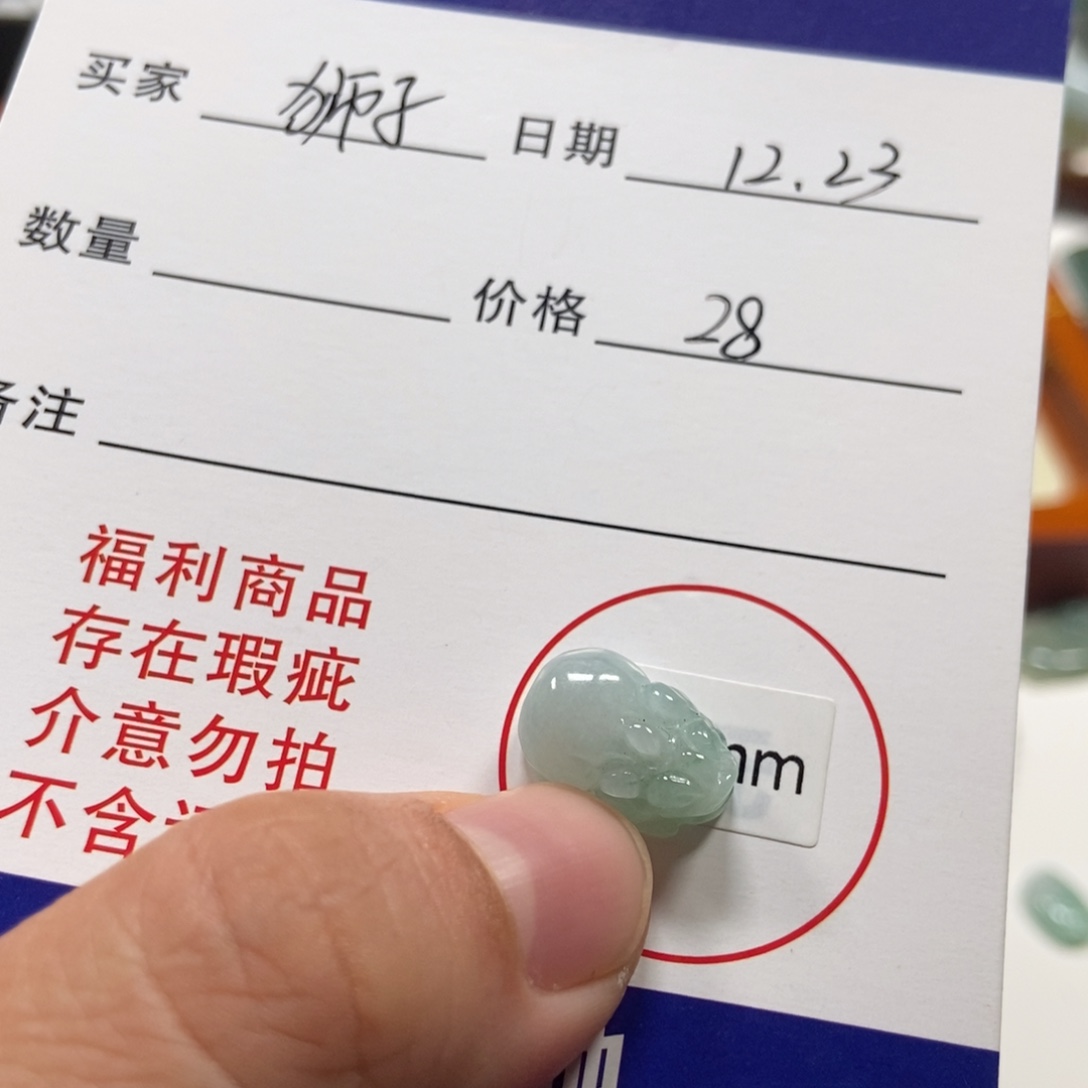 买家 狮子 日期 12.23
数量 价格 28
备注
福利商品
存在瑕疵
介意勿拍
不含
mm